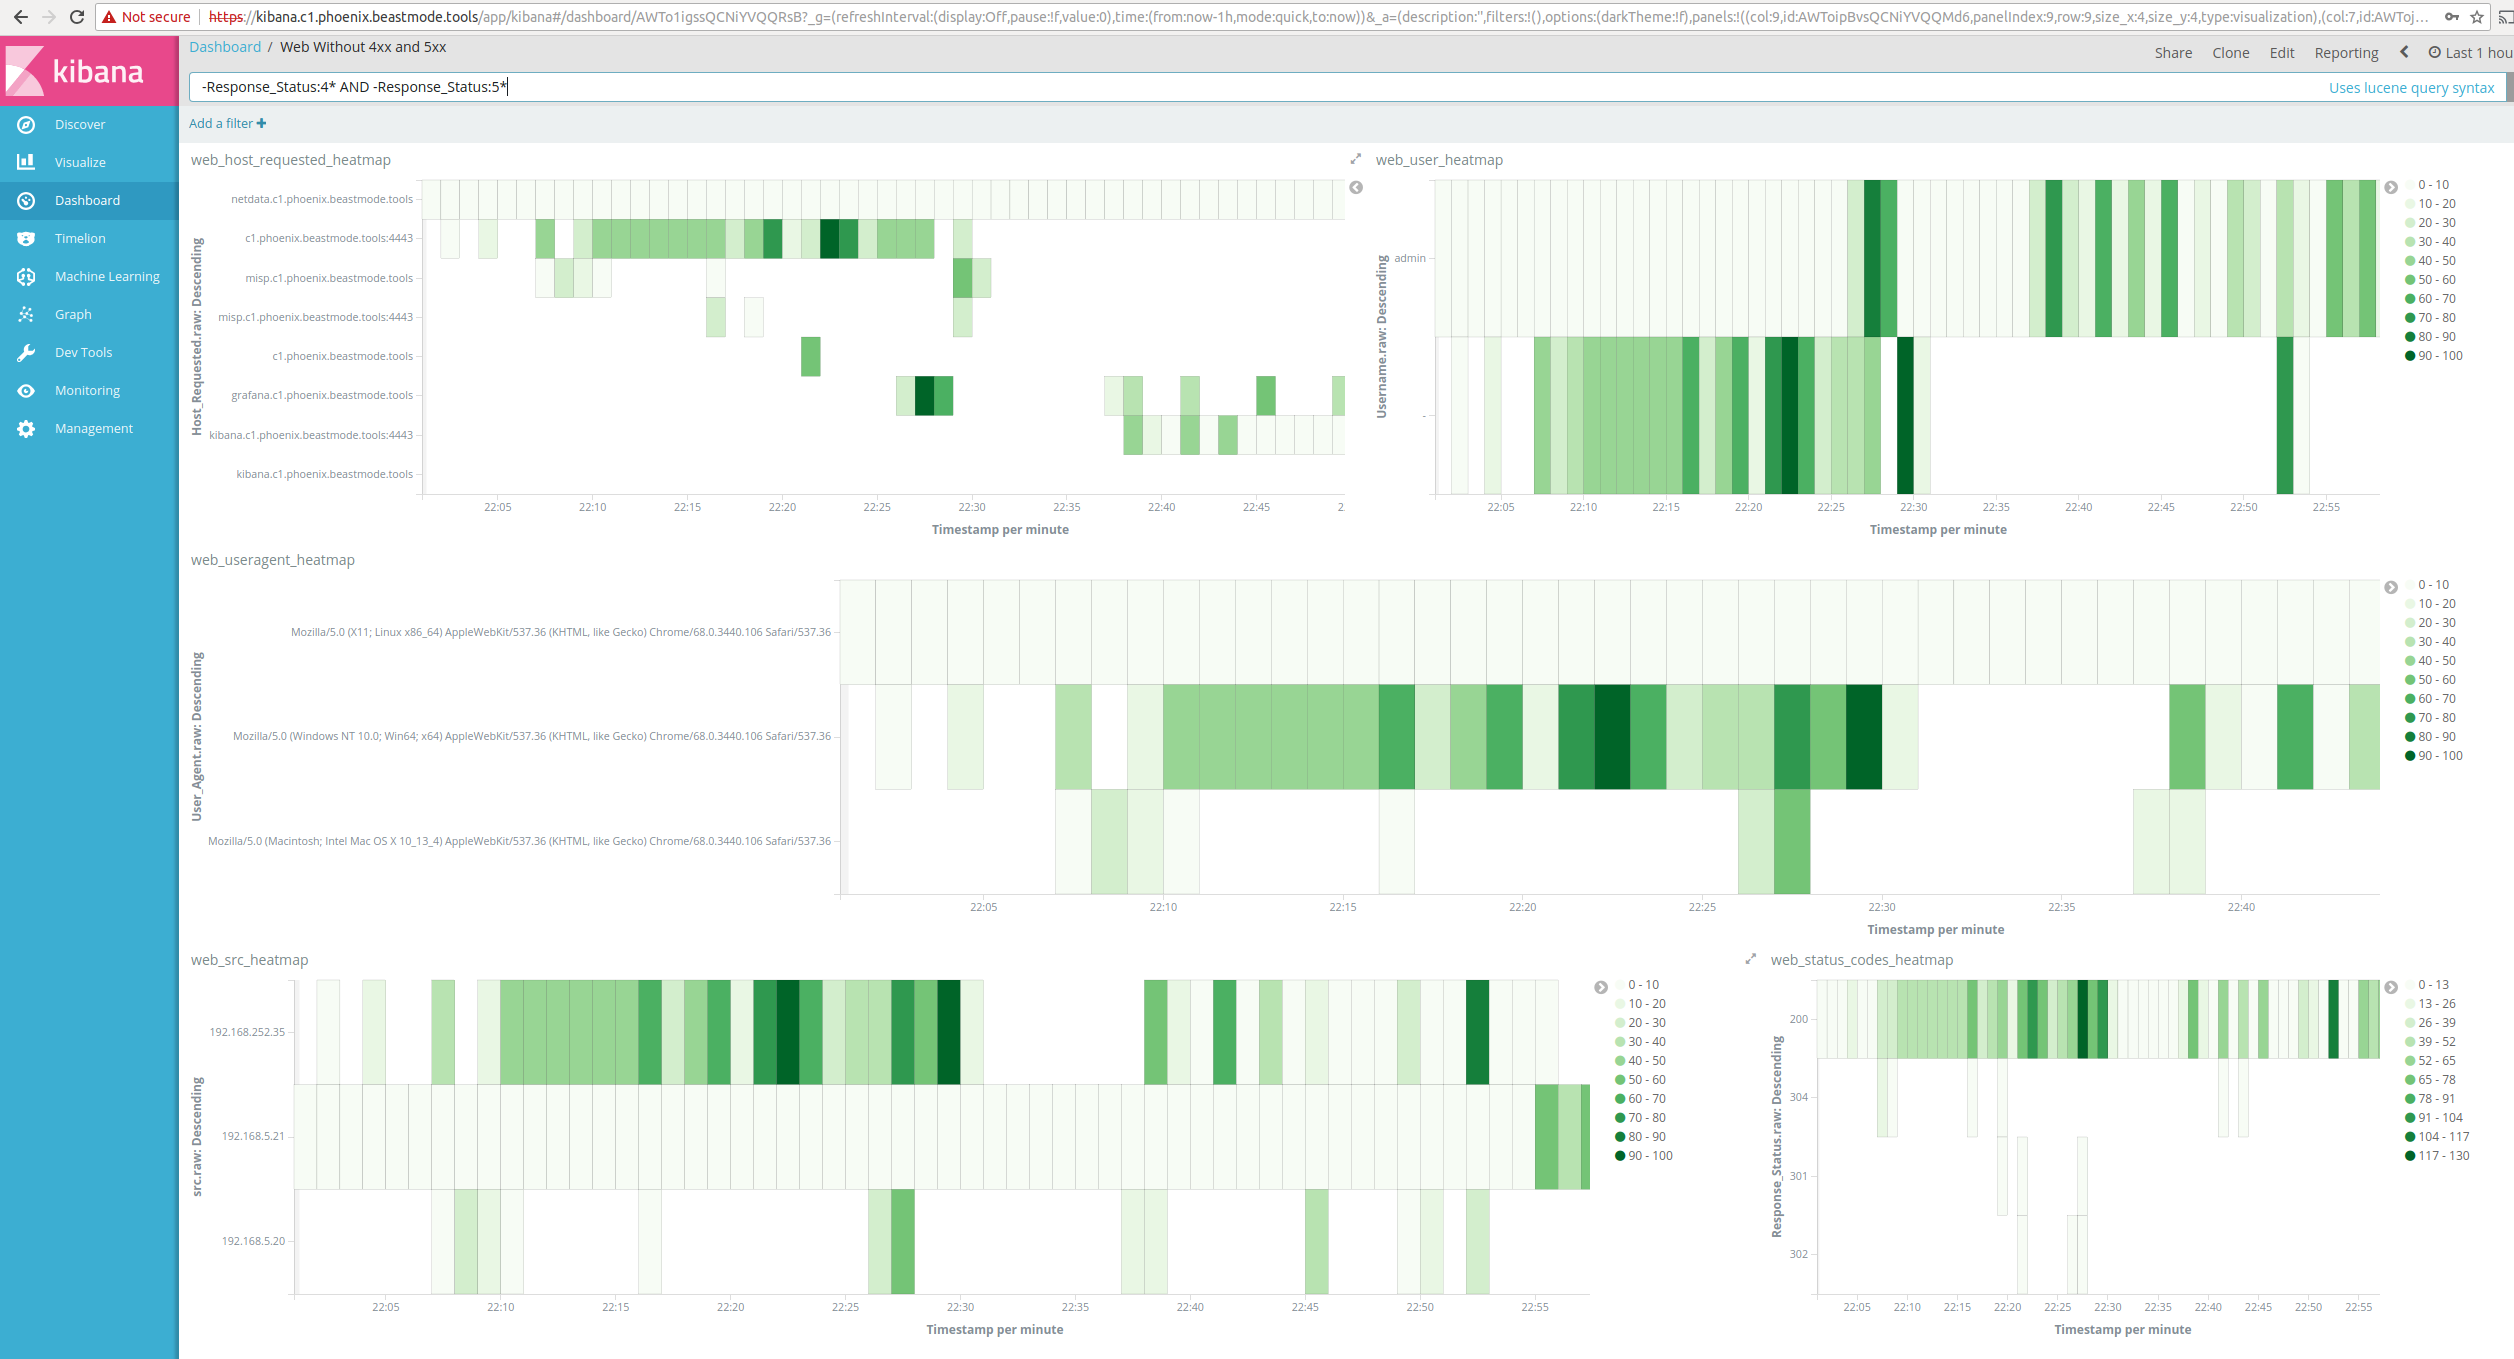 Not secure | https://kibana.c1.phoenix.beastmode.tools/app/kibana#/dashboard/AWTo1igssQCNiYVQQRsB?_g=(refreshInterval:(display:Off,pause:!f,value:0),time:(from:now-1h,mode:quick,to:now))&_a=(description:'',filters:!(),options:(darkTheme:!f),panels:!((col:9,id:AWToipBvsQCNiYVQQMd6,panelIndex:9,row:9,size_x:4,size_y:4,type:visualization),(col:7,id:AWToj...
kibana
Dashboard / Web Without 4xx and 5xx
Share Clone Edit Reporting Last 1 hou
-Response_Status:4* AND -Response_Status:5*
Uses lucene query syntax
Add a filter +
Discover
Visualize
Dashboard
Timelion
Machine Learning
Graph
Dev Tools
Monitoring
Management
web_host_requested_heatmap
Host_Requested.raw: Descending
netdata.c1.phoenix.beastmode.tools
c1.phoenix.beastmode.tools:4443
misp.c1.phoenix.beastmode.tools
misp.c1.phoenix.beastmode.tools:4443
c1.phoenix.beastmode.tools
grafana.c1.phoenix.beastmode.tools
kibana.c1.phoenix.beastmode.tools:4443
kibana.c1.phoenix.beastmode.tools
22:05 22:10 22:15 22:20 22:25 22:30 22:35 22:40 22:45 2
Timestamp per minute
web_user_heatmap
Username.raw: Descending
admin
-
22:05 22:10 22:15 22:20 22:25 22:30 22:35 22:40 22:45 22:50 22:55
Timestamp per minute
0 - 10
10 - 20
20 - 30
30 - 40
40 - 50
50 - 60
60 - 70
70 - 80
80 - 90
90 - 100
web_useragent_heatmap
User_Agent.raw: Descending
Mozilla/5.0 (X11; Linux x86_64) AppleWebKit/537.36 (KHTML, like Gecko) Chrome/68.0.3440.106 Safari/537.36
Mozilla/5.0 (Windows NT 10.0; Win64; x64) AppleWebKit/537.36 (KHTML, like Gecko) Chrome/68.0.3440.106 Safari/537.36
Mozilla/5.0 (Macintosh; Intel Mac OS X 10_13_4) AppleWebKit/537.36 (KHTML, like Gecko) Chrome/68.0.3440.106 Safari/537.36
22:05 22:10 22:15 22:20 22:25 22:30 22:35 22:40
Timestamp per minute
0 - 10
10 - 20
20 - 30
30 - 40
40 - 50
50 - 60
60 - 70
70 - 80
80 - 90
90 - 100
web_src_heatmap
src.raw: Descending
192.168.252.35
192.168.5.21
192.168.5.20
22:05 22:10 22:15 22:20 22:25 22:30 22:35 22:40 22:45 22:50 22:55
Timestamp per minute
0 - 10
10 - 20
20 - 30
30 - 40
40 - 50
50 - 60
60 - 70
70 - 80
80 - 90
90 - 100
web_status_codes_heatmap
Response_Status.raw: Descending
200
304
301
302
22:05 22:10 22:15 22:20 22:25 22:30 22:35 22:40 22:45 22:50 22:55
Timestamp per minute
0 - 13
13 - 26
26 - 39
39 - 52
52 - 65
65 - 78
78 - 91
91 - 104
104 - 117
117 - 130